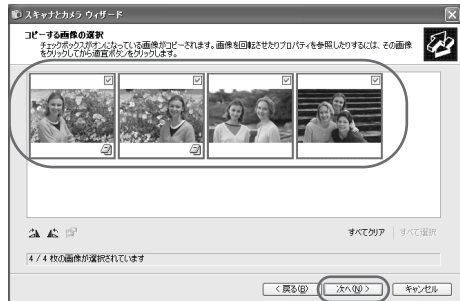 スキャナとカメラ ウィザード
コピーする画像の選択
チェックボックスがオンになっている画像がコピーされます。画像を回転させたりプロパティを参照したりするには、その画像
をクリックしてから適宜ボタンをクリックします。
すべてクリア すべて選択
4 / 4 枚の画像が選択されています
< 戻る(B) 次へ(N) > キャンセル